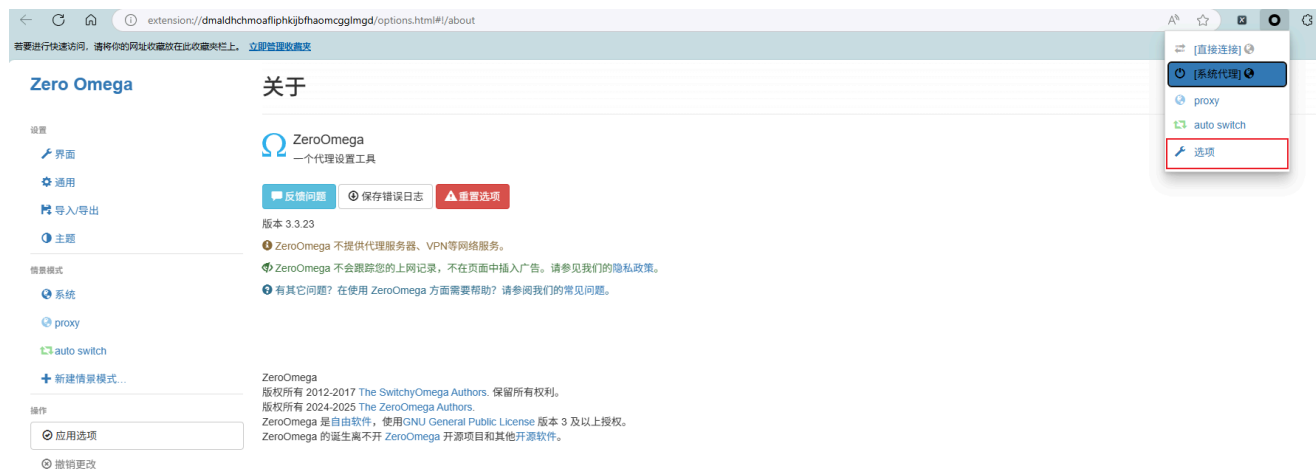 extension://dmaldhchmoafliphkijbfhaomcgglmgd/options.html#!/about
若要进行快速访问，请将你的网址收藏放在此收藏夹栏上。 立即管理收藏夹
[直接连接]
[系统代理]
proxy
auto switch
选项
Zero Omega
设置
界面
通用
导入/导出
主题
情景模式
系统
proxy
auto switch
新建情景模式...
操作
应用选项
撤销更改
关于
ZeroOmega
一个代理设置工具
反馈问题 保存错误日志 重置选项
版本 3.3.23
ZeroOmega 不提供代理服务器、VPN等网络服务。
ZeroOmega 不会跟踪您的上网记录，不在页面中插入广告。请参见我们的隐私政策。
有其它问题？在使用 ZeroOmega 方面需要帮助？请参阅我们的常见问题。
ZeroOmega
版权所有 2012-2017 The SwitchyOmega Authors. 保留所有权利。
版权所有 2024-2025 The ZeroOmega Authors.
ZeroOmega 是自由软件，使用GNU General Public License 版本 3 及以上授权。
ZeroOmega 的诞生离不开 ZeroOmega 开源项目和其他开源软件。